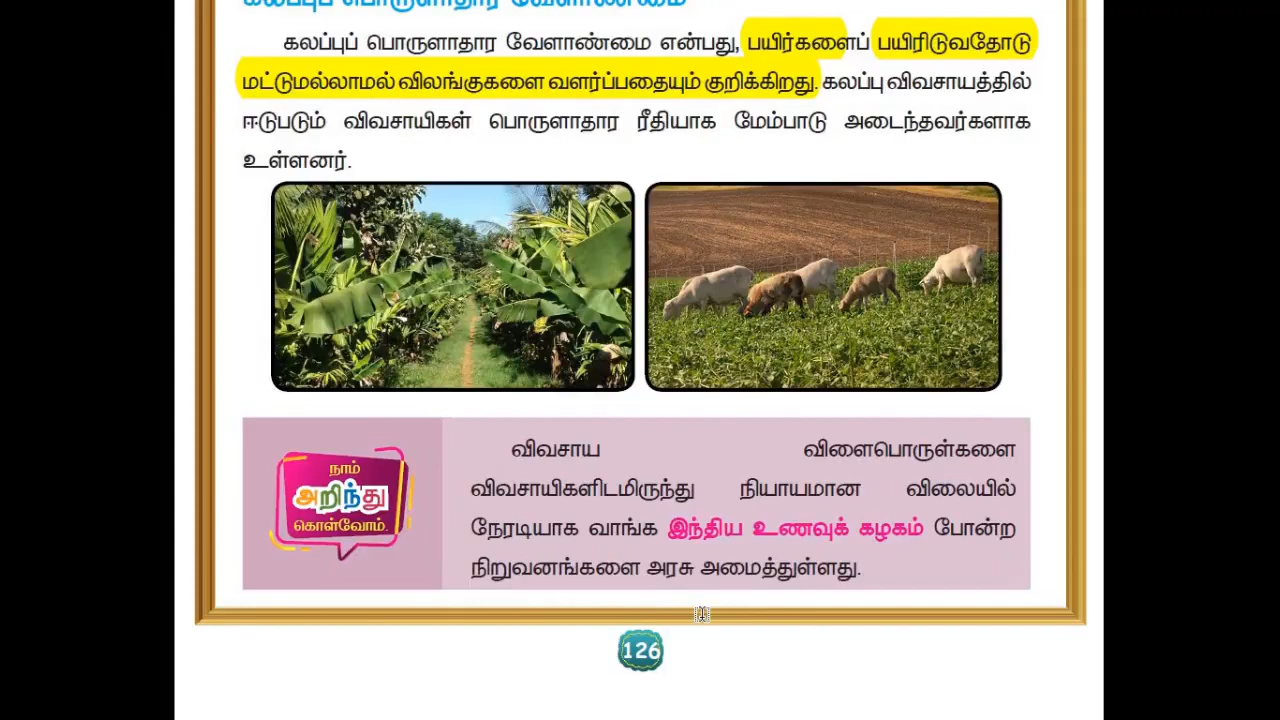 கலப்புப் பொருளாதார வேளாண்மை
கலப்புப் பொருளாதார வேளாண்மை என்பது, பயிர்களைப் பயிரிடுவதோடு
மட்டுமல்லாமல் விலங்குகளை வளர்ப்பதையும் குறிக்கிறது. கலப்பு விவசாயத்தில்
ஈடுபடும் விவசாயிகள் பொருளாதார ரீதியாக மேம்பாடு அடைந்தவர்களாக
உள்ளனர்.
நாம்
அறிந்து
கொள்வோம்.
விவசாய விளைபொருள்களை
விவசாயிகளிடமிருந்து நியாயமான விலையில்
நேரடியாக வாங்க இந்திய உணவுக் கழகம் போன்ற
நிறுவனங்களை அரசு அமைத்துள்ளது.
126